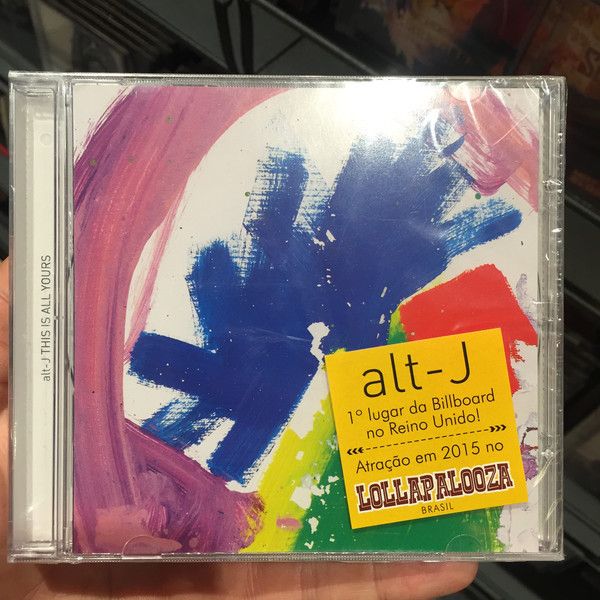 alt-J THIS IS ALL YOURS
alt-J
1º lugar da Billboard
no Reino Unido!
Atração em 2015 no
LOLLAPALOOZA
BRASIL